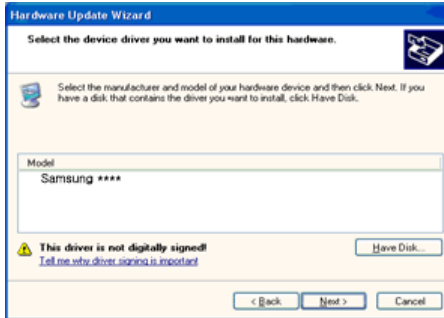 Hardware Update Wizard
Select the device driver you want to install for this hardware.
Select the manufacturer and model of your hardware device and then click Next. If you
have a disk that contains the driver you want to install, click Have Disk.
Model
Samsung ****
This driver is not digitally signed!
Have Disk...
Tell me why driver signing is important
< Back
Next >
Cancel